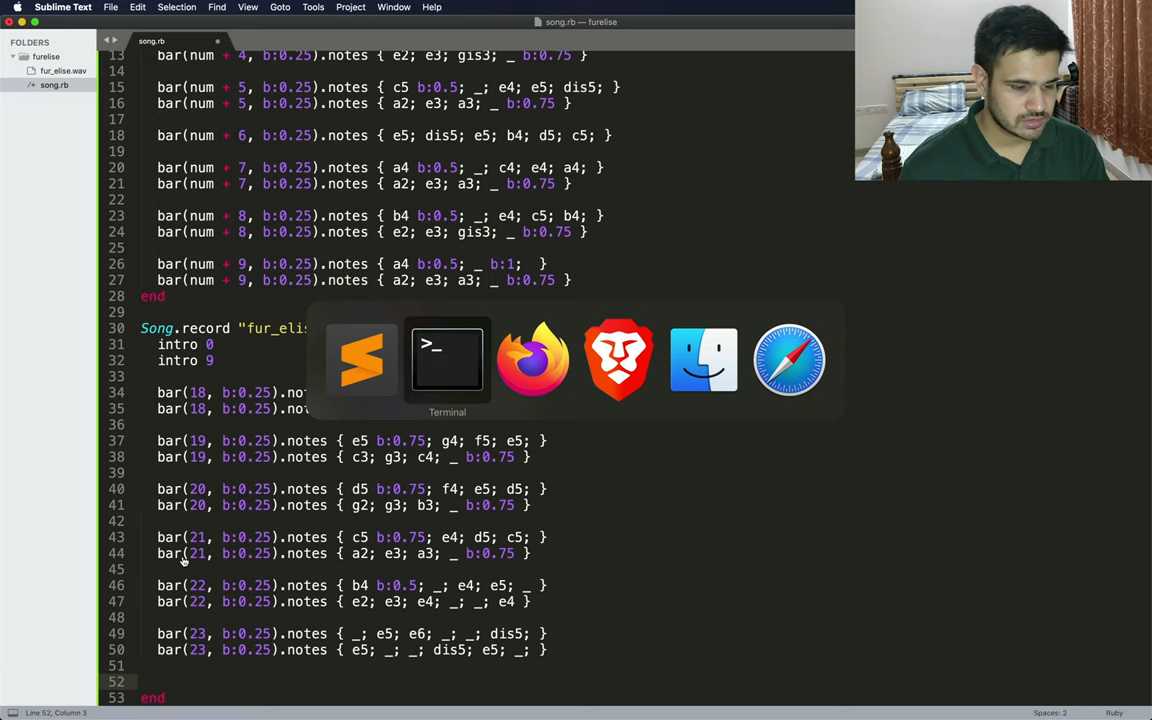 Sublime Text File Edit Selection Find View Goto Tools Project Window Help
song.rb — furelise
FOLDERS
furelise
fur_elise.wav
/* song.rb
song.rb
13 bar(num + 4, b:0.25).notes { e2; e3; gis3; _ b:0.75 }
14
15 bar(num + 5, b:0.25).notes { c5 b:0.5; _; e4; e5; dis5; }
16 bar(num + 5, b:0.25).notes { a2; e3; a3; _ b:0.75 }
17
18 bar(num + 6, b:0.25).notes { e5; dis5; e5; b4; d5; c5; }
19
20 bar(num + 7, b:0.25).notes { a4 b:0.5; _; c4; e4; a4; }
21 bar(num + 7, b:0.25).notes { a2; e3; a3; _ b:0.75 }
22
23 bar(num + 8, b:0.25).notes { b4 b:0.5; _; e4; c5; b4; }
24 bar(num + 8, b:0.25).notes { e2; e3; gis3; _ b:0.75 }
25
26 bar(num + 9, b:0.25).notes { a4 b:0.5; _ b:1; }
27 bar(num + 9, b:0.25).notes { a2; e3; a3; _ b:0.75 }
28 end
29
30 Song.record "fur_elis
31 intro 0
32 intro 9
33
34 bar(18, b:0.25).no
35 bar(18, b:0.25).no
36
Terminal
37 bar(19, b:0.25).notes { e5 b:0.75; g4; f5; e5; }
38 bar(19, b:0.25).notes { c3; g3; c4; _ b:0.75 }
39
40 bar(20, b:0.25).notes { d5 b:0.75; f4; e5; d5; }
41 bar(20, b:0.25).notes { g2; g3; b3; _ b:0.75 }
42
43 bar(21, b:0.25).notes { c5 b:0.75; e4; d5; c5; }
44 bar(21, b:0.25).notes { a2; e3; a3; _ b:0.75 }
45
46 bar(22, b:0.25).notes { b4 b:0.5; _; e4; e5; _ }
47 bar(22, b:0.25).notes { e2; e3; e4; _; _; e4 }
48
49 bar(23, b:0.25).notes { _; e5; e6; _; _; dis5; }
50 bar(23, b:0.25).notes { e5; _; _; dis5; e5; _; }
51
52
53 end
Line 52, Column 3
Spaces: 2
Ruby